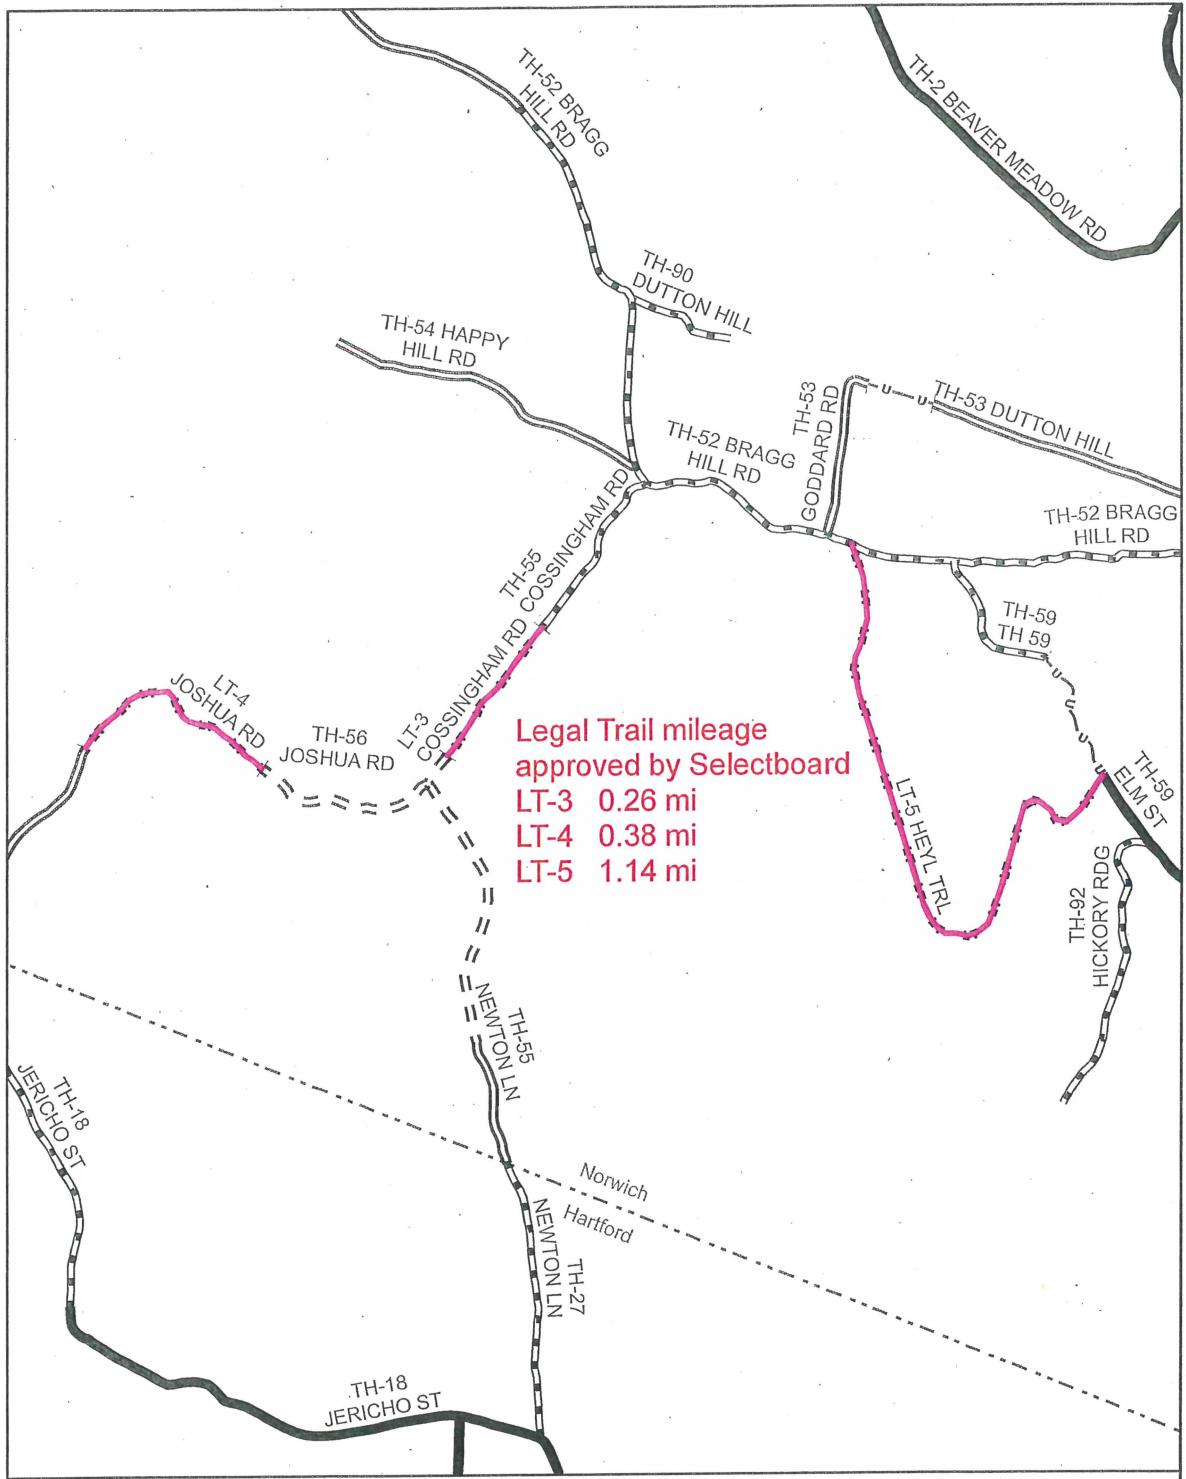 TH-52 BRAGG
HILL RD
TH-2 BEAVER MEADOW RD
TH-90
DUTTON HILL
TH-54 HAPPY
HILL RD
TH-53
GODDARD RD
U
U
TH-53 DUTTON HILL
TH-52 BRAGG
HILL RD
TH-52 BRAGG
HILL RD
TH-55
COSSINGHAM RD
TH-59
TH 59
U
U
U
U
LT-3
COSSINGHAM RD
LT-4
JOSHUA RD
TH-56
JOSHUA RD
Legal Trail mileage
approved by Selectboard
LT-3 0.26 mi
LT-4 0.38 mi
LT-5 1.14 mi
LT-5 HEYL TRL
TH-59
ELM ST
TH-92
HICKORY RDG
TH-55
NEWTON LN
TH-18
JERICHO ST
Norwich
Hartford
TH-27
NEWTON LN
TH-18
JERICHO ST